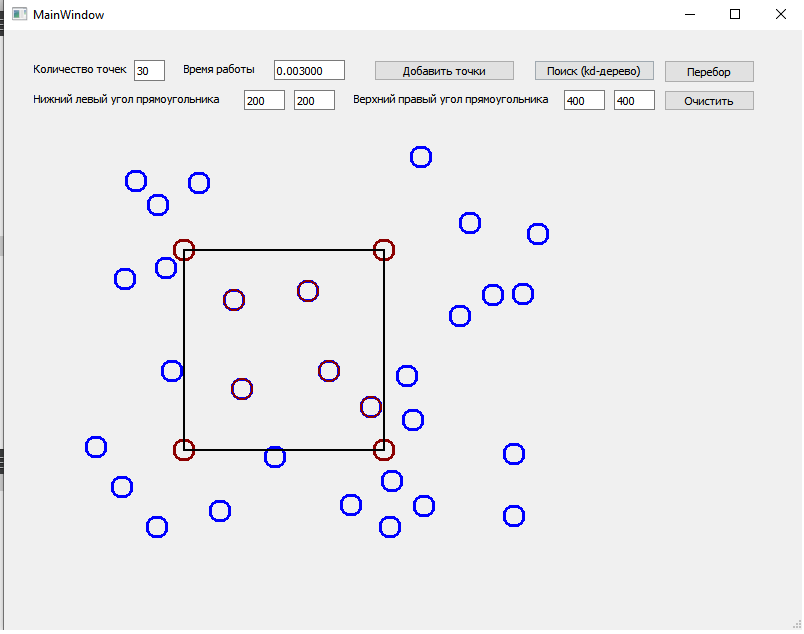 MainWindow
Количество точек 30 Время работы 0.003000 Добавить точки Поиск (kd-дерево) Перебор
Нижний левый угол прямоугольника 200 200 Верхний правый угол прямоугольника 400 400 Очистить